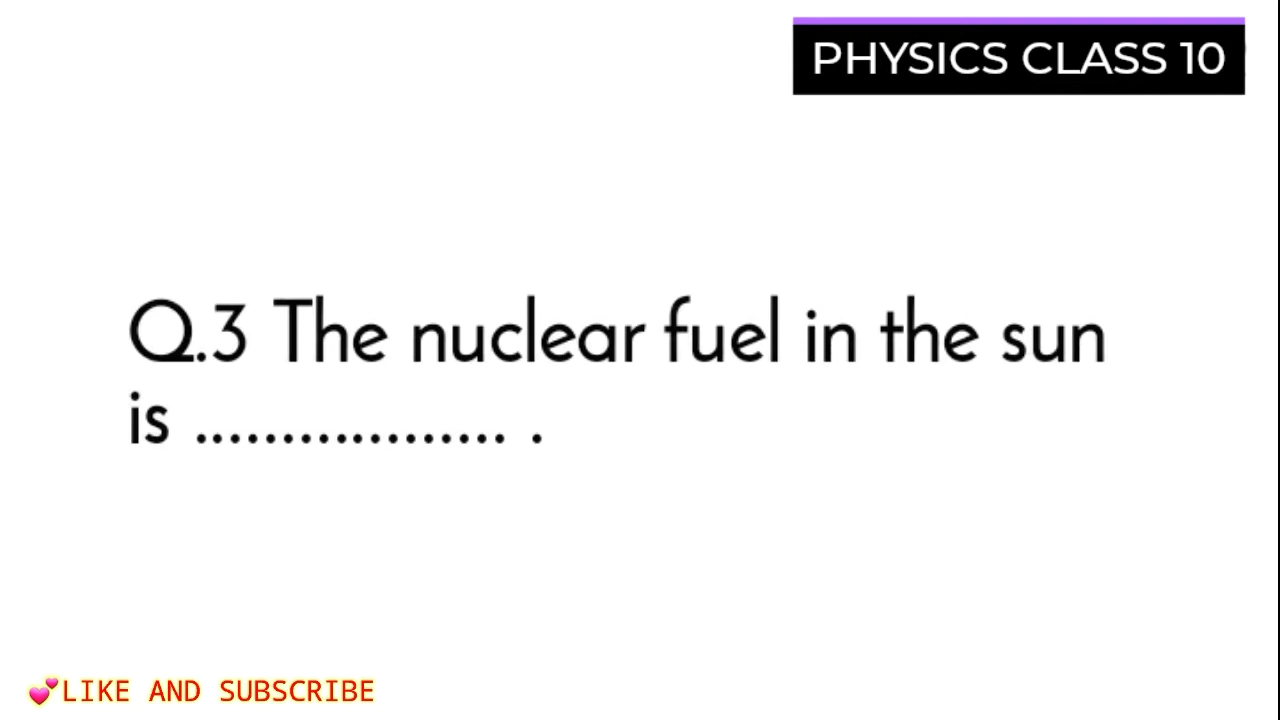 PHYSICS CLASS 10
Q.3 The nuclear fuel in the sun
is .................. .
💕LIKE AND SUBSCRIBE